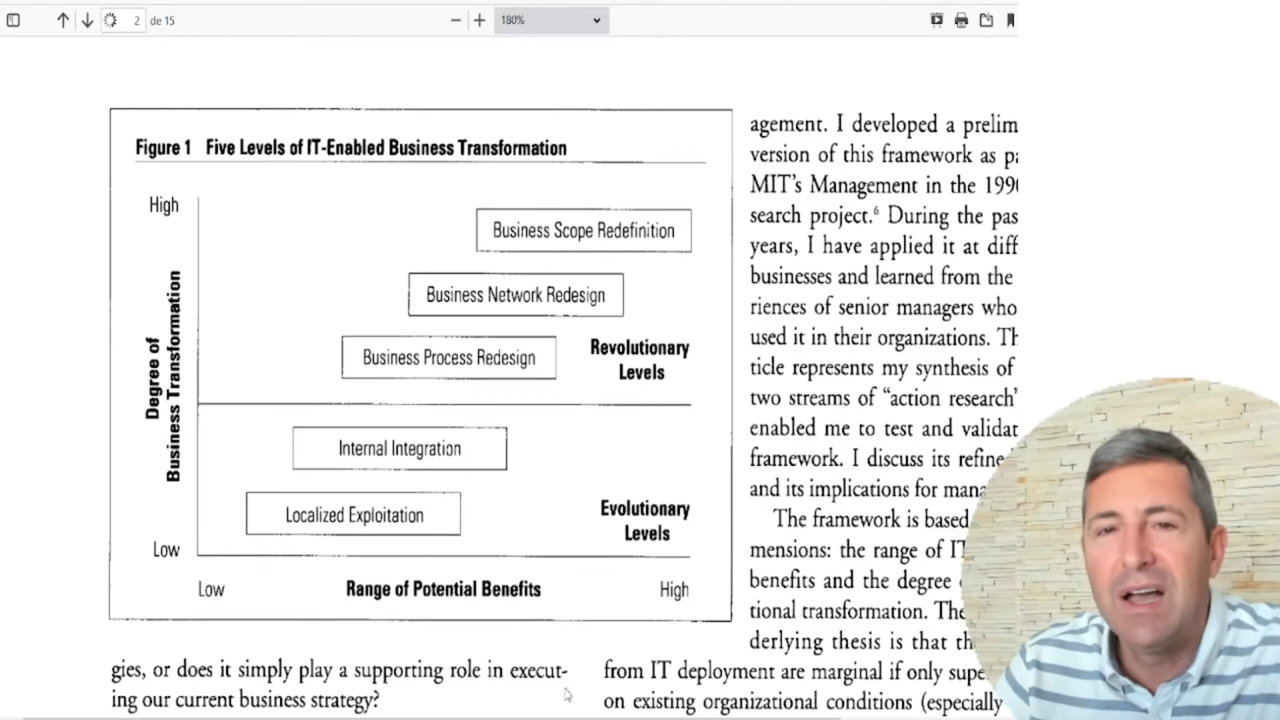 2 de 15
180%
Figure 1 Five Levels of IT-Enabled Business Transformation
High
Business Scope Redefinition
Business Network Redesign
Business Process Redesign
Revolutionary
Levels
Degree of
Business Transformation
Internal Integration
Localized Exploitation
Evolutionary
Levels
Low
Low
Range of Potential Benefits
High
gies, or does it simply play a supporting role in execut-
ing our current business strategy?
agement. I developed a prelim
version of this framework as
MIT's Management in the 199
search project.6 During the pas
years, I have applied it at diff
businesses and learned from the
riences of senior managers who
used it in their organizations.
ticle represents my synthesis of
two streams of "action research"
enabled me to test and validat
framework. I discuss its refine
and its implications for mana
The framework is based
mensions: the range of IT
benefits and the degree
tional transformation. The
derlying thesis is that
from IT deployment are marginal if only
on existing organizational conditions (especially